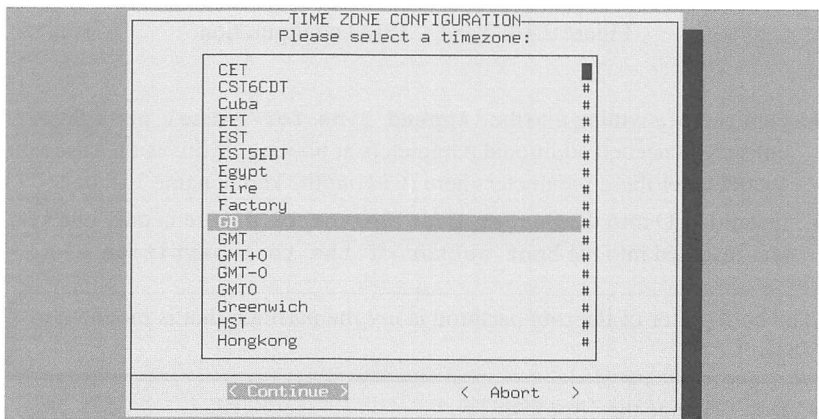 TIME ZONE CONFIGURATION
Please select a timezone:
CET
CST6CDT #
Cuba #
EET #
EST #
EST5EDT #
Egypt #
Eire #
Factory #
GB #
GMT #
GMT+0 #
GMT-0 #
GMT0 #
Greenwich #
HST #
Hongkong #
< Continue > < Abort >